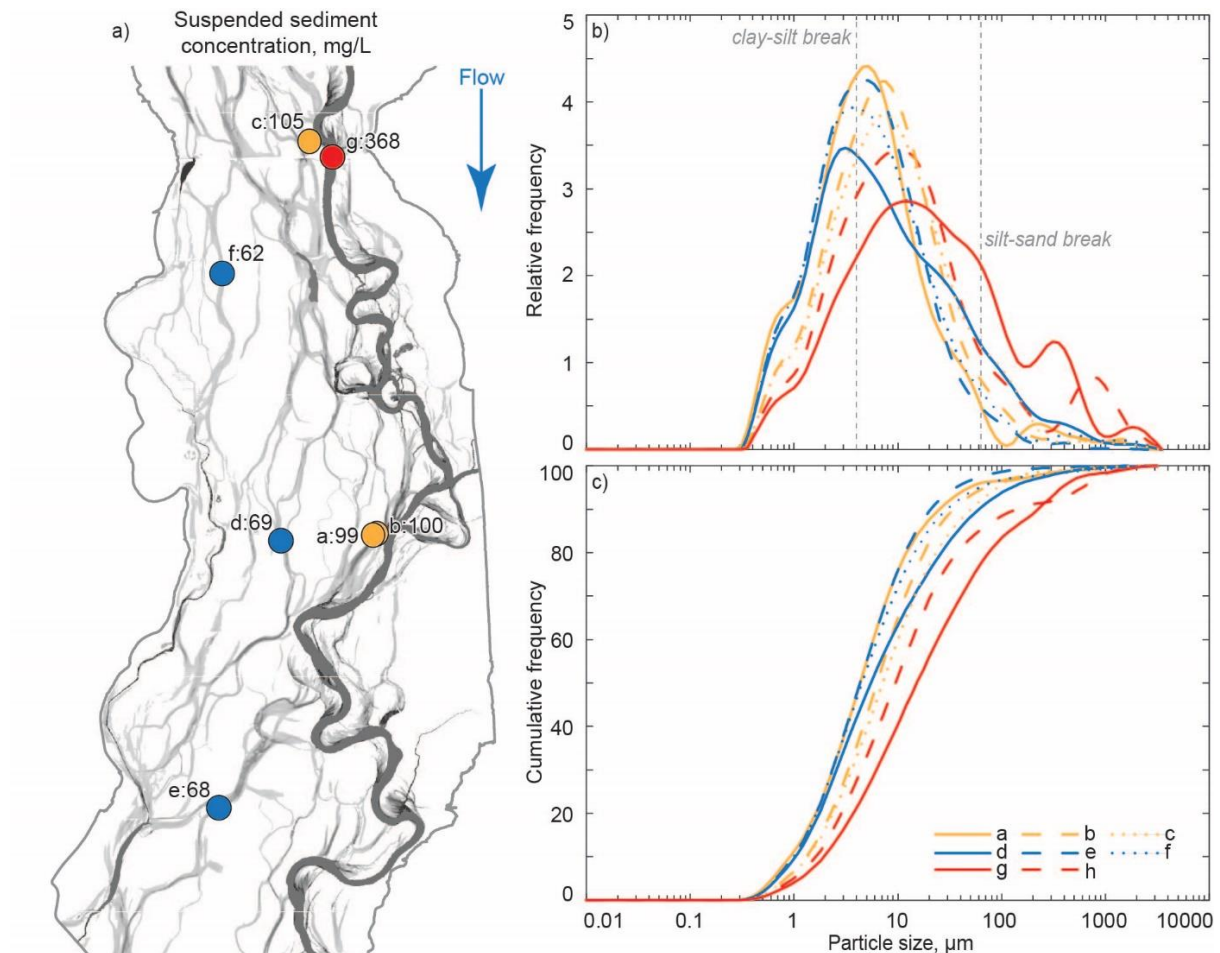 a)
Suspended sediment
concentration, mg/L
Flow
c:105
g:368
f:62
d:69
a:99
b:100
e:68
b)
clay-silt break
silt-sand break
Relative frequency
5
4
3
2
1
0
c)
Cumulative frequency
100
80
60
40
20
0
a b c
d e f
g h
0.01 0.1 1 10 100 1000 10000
Particle size, µm